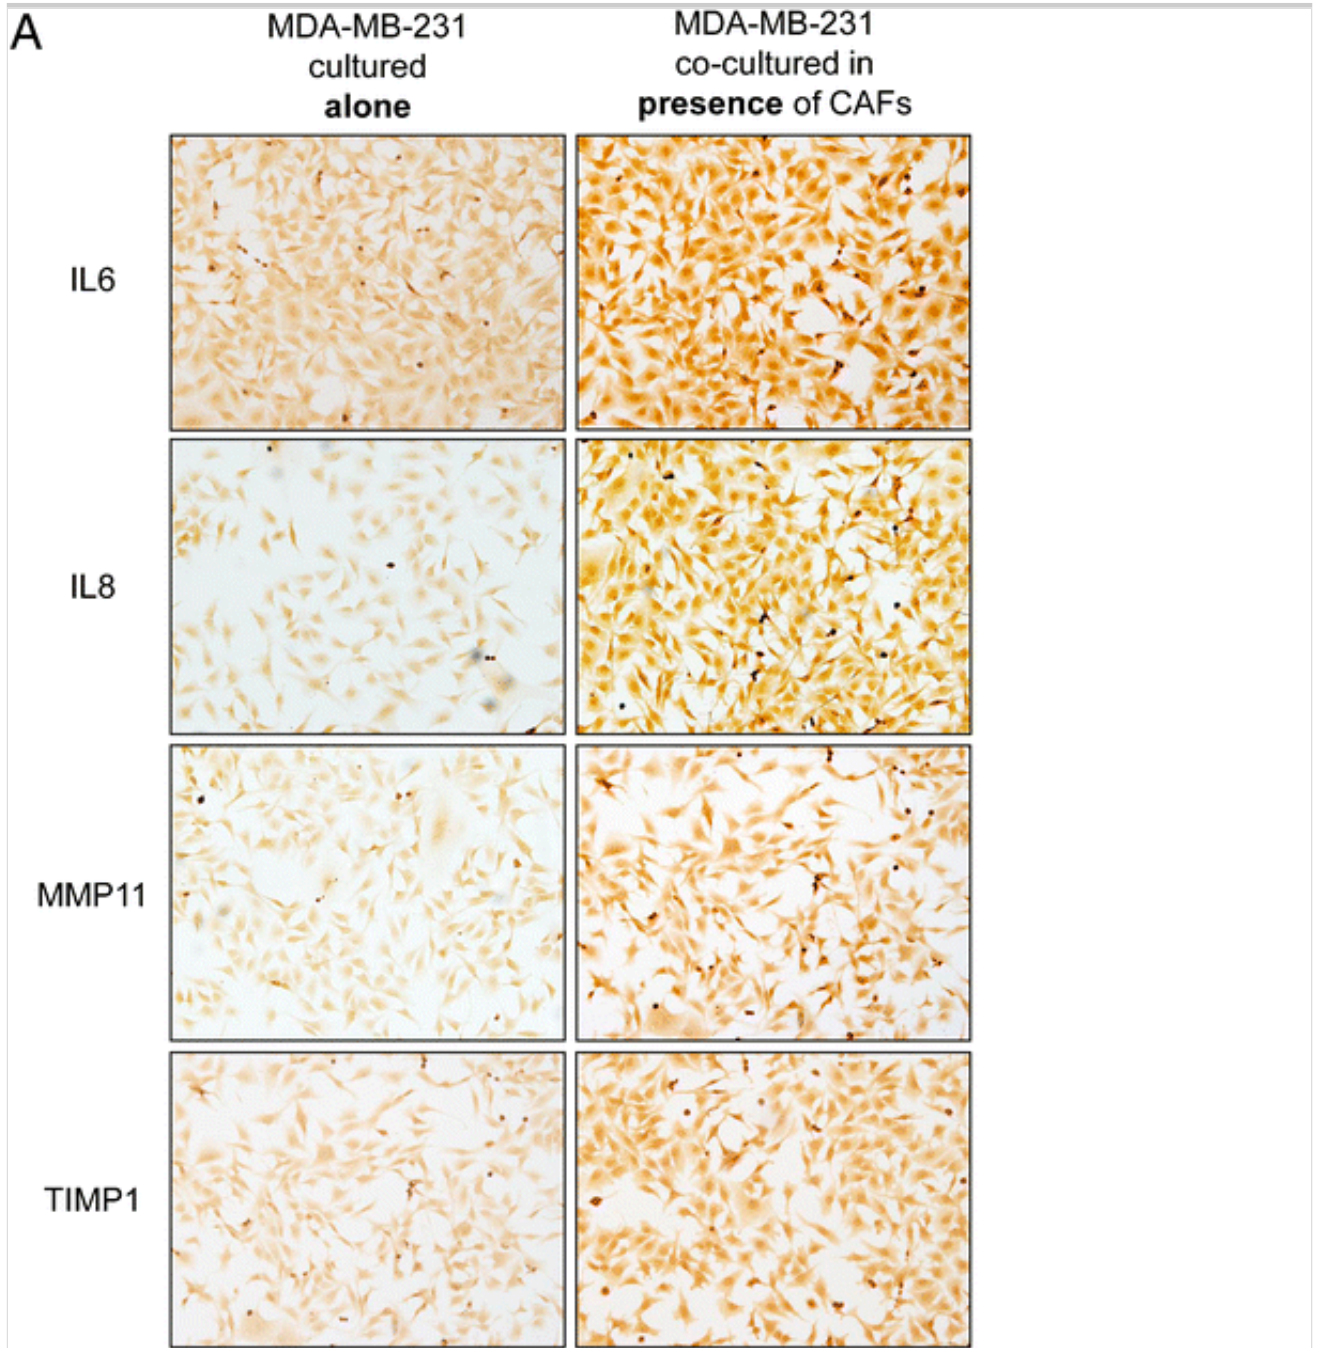 A
MDA-MB-231
cultured
alone
MDA-MB-231
co-cultured in
presence of CAFs
IL6
IL8
MMP11
TIMP1